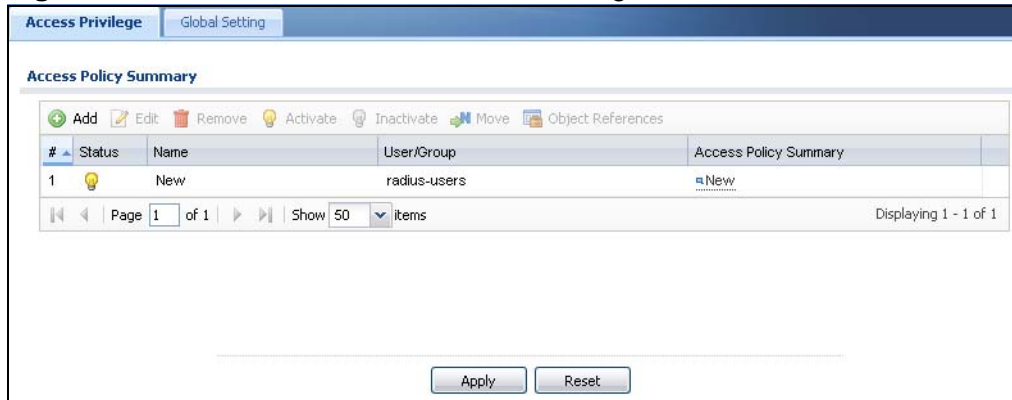 Access Privilege Global Setting
Access Policy Summary
Add Edit Remove Activate Inactivate Move Object References
# Status Name User/Group Access Policy Summary
1 New radius-users New
Page 1 of 1 Show 50 items Displaying 1 - 1 of 1
Apply Reset